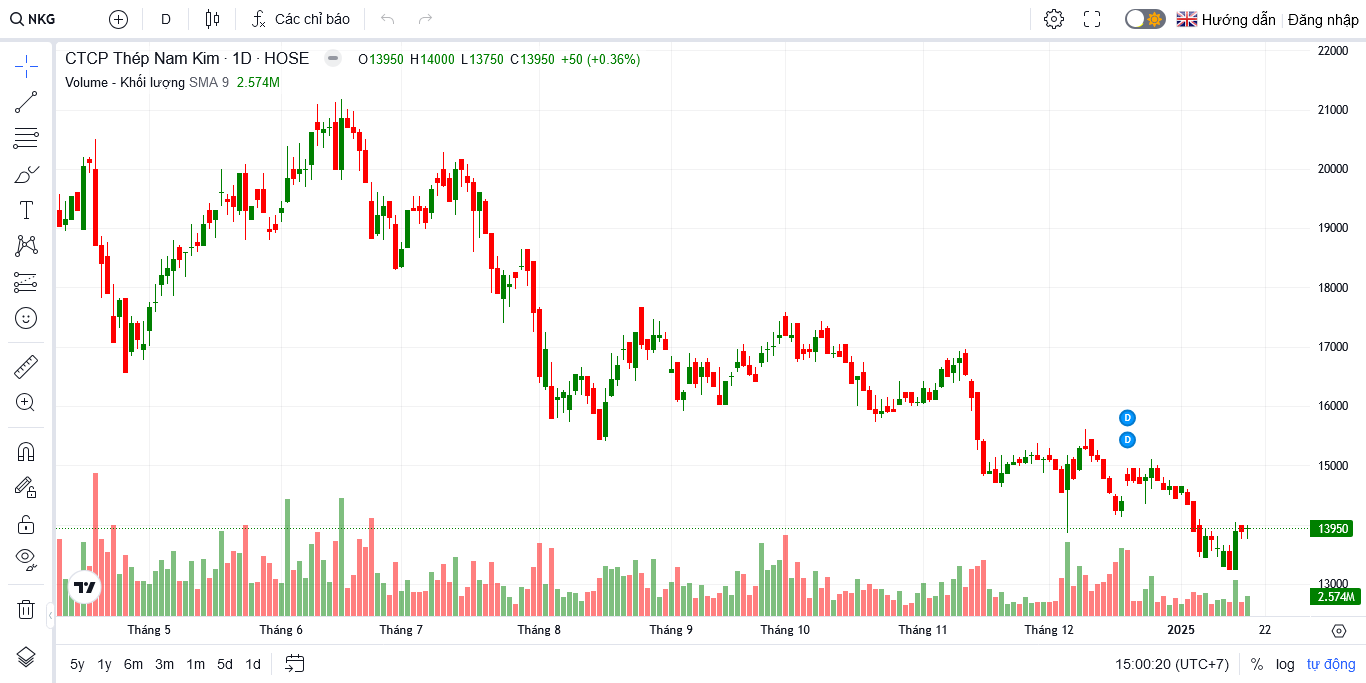 NKG D Các chỉ báo Hướng dẫn Đăng nhập
CTCP Thép Nam Kim · 1D · HOSE O13950 H14000 L13750 C13950 +50 (+0.36%)
Volume - Khối lượng SMA 9 2.574M
22000
21000
20000
19000
18000
17000
16000
D
D
15000
13950
13000
2.574M
Tháng 5 Tháng 6 Tháng 7 Tháng 8 Tháng 9 Tháng 10 Tháng 11 Tháng 12 2025 22
5y 1y 6m 3m 1m 5d 1d 15:00:20 (UTC+7) % log tự động